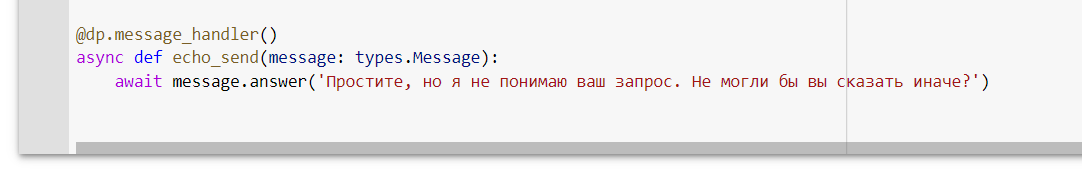 @dp.message_handler()
async def echo_send(message: types.Message):
    await message.answer('Простите, но я не понимаю ваш запрос. Не могли бы вы сказать иначе?')